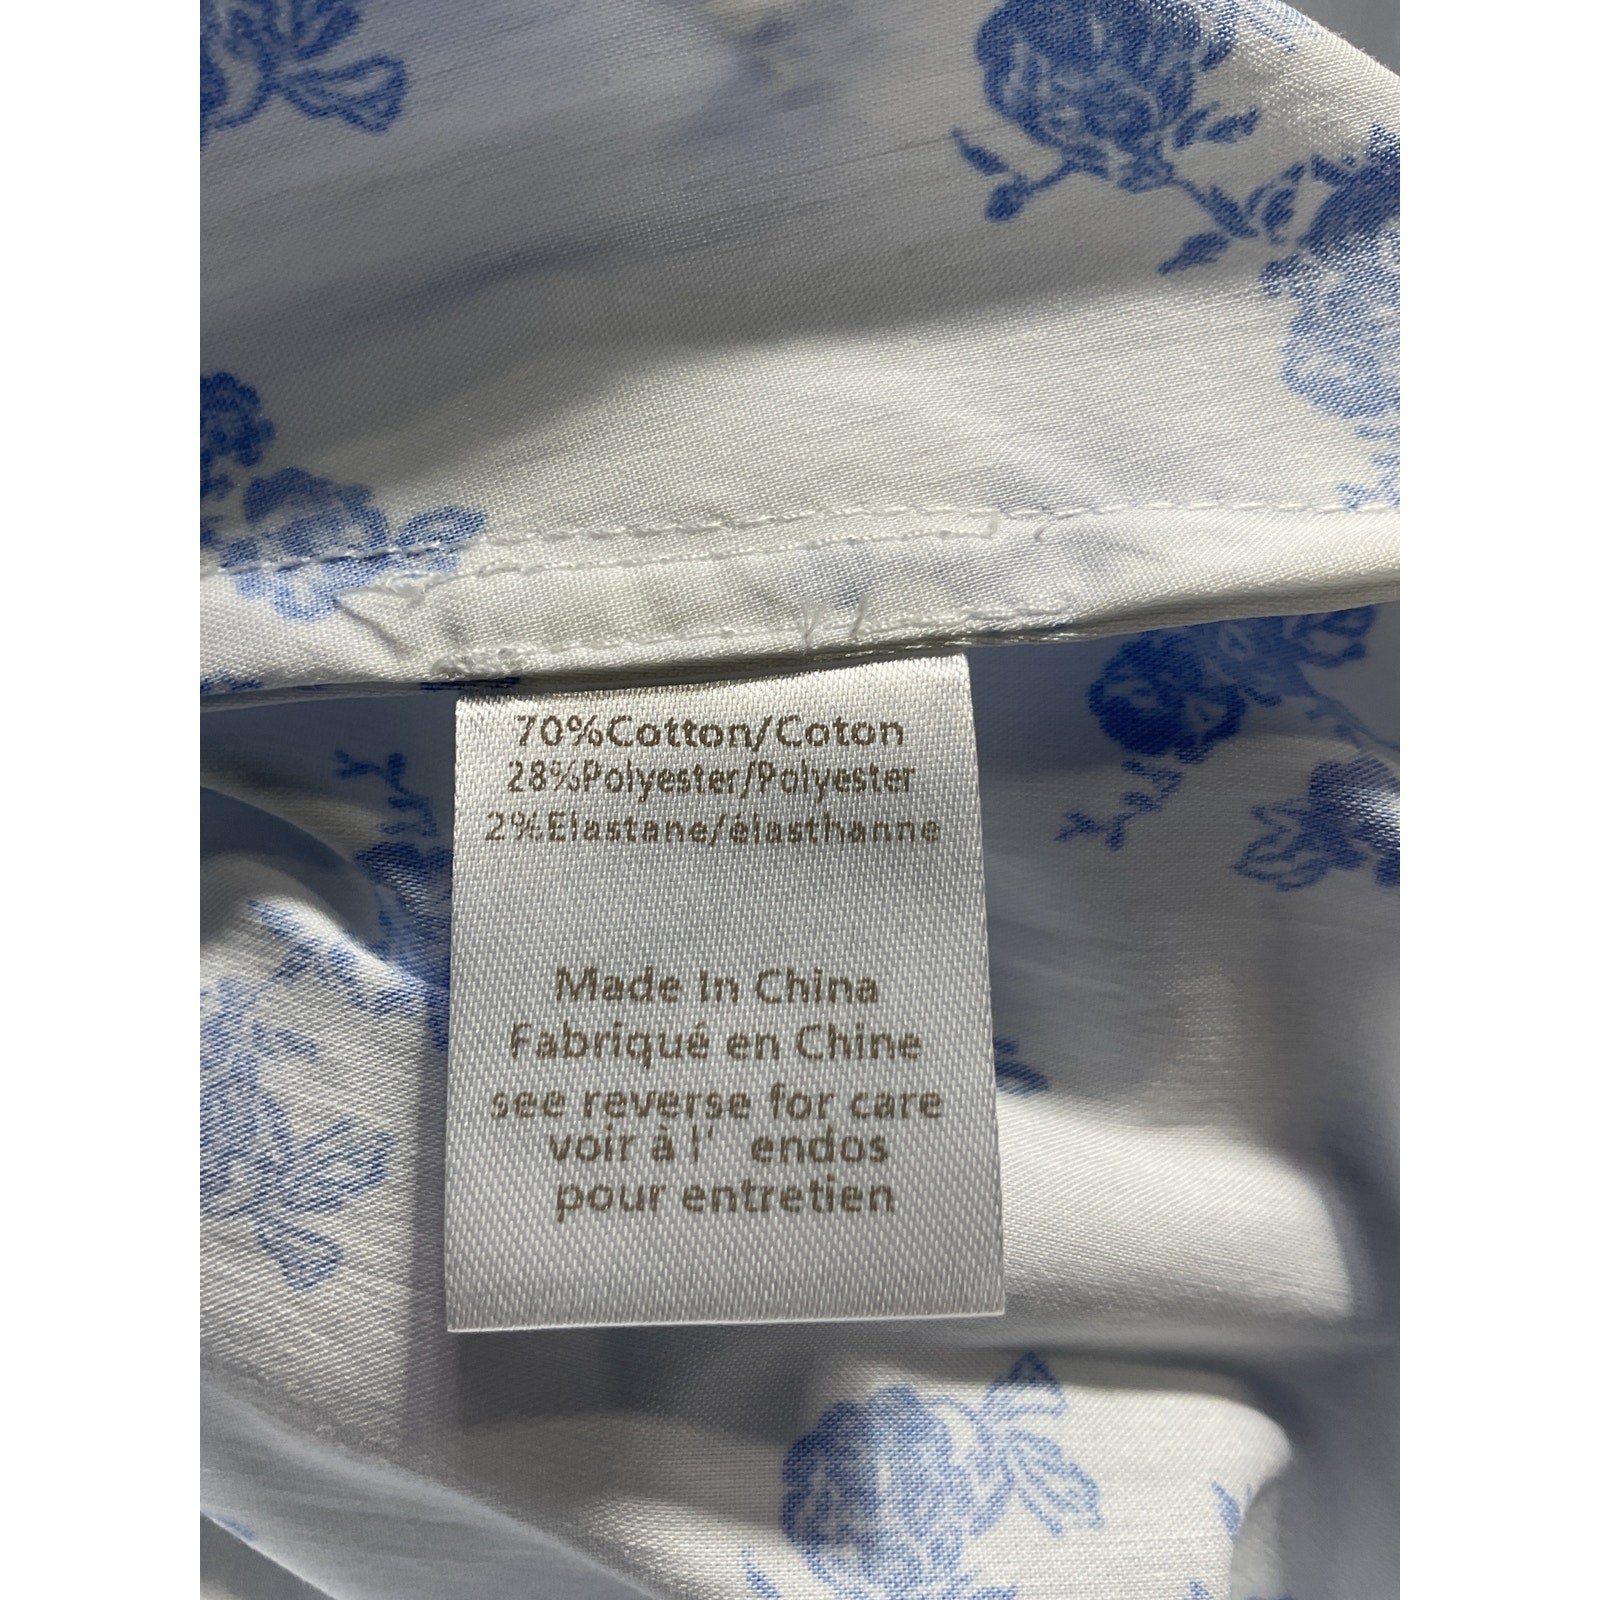 70%Cotton/Coton
28%Polyester/Polyester
2%Elastane/élasthanne
Made In China
Fabriqué en Chine
see reverse for care
voir à l' endos
pour entretien